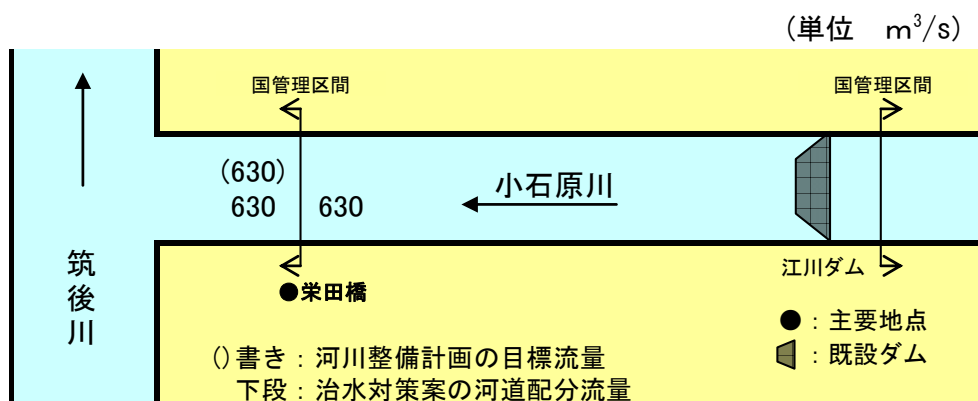 (単位　m³/s)
国管理区間
国管理区間
(630)
630
630
小石原川
筑後川
江川ダム
●栄田橋
●：主要地点
：既設ダム
()書き：河川整備計画の目標流量
下段：治水対策案の河道配分流量